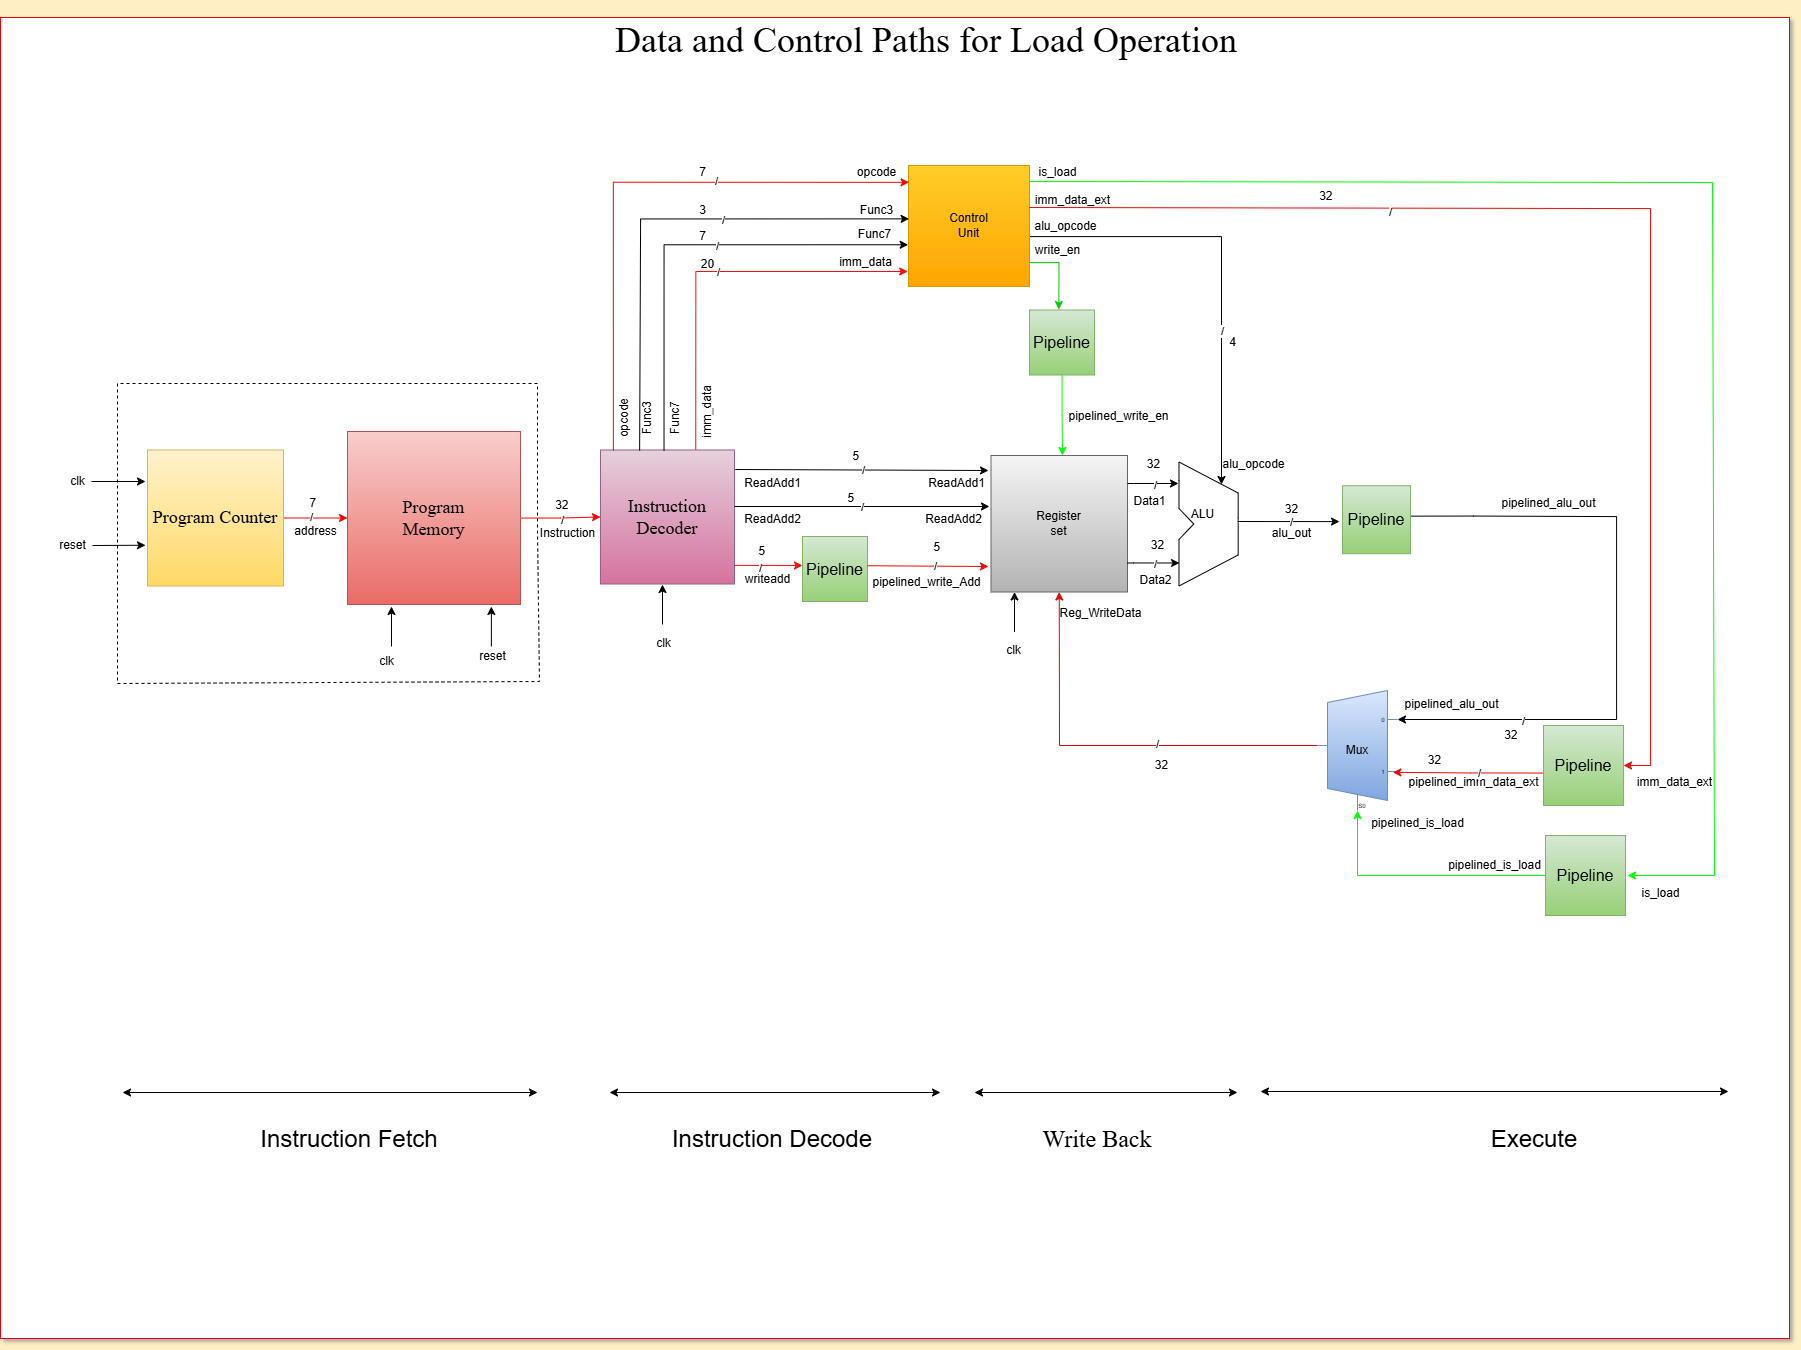 Data and Control Paths for Load Operation
7
opcode
3
Func3
7
Func7
20
imm_data
Control
Unit
is_load
imm_data_ext
32
alu_opcode
write_en
Pipeline
4
pipelined_write_en
opcode
Func3
Func7
imm_data
clk
reset
Program Counter
7
address
Program
Memory
clk
reset
32
Instruction
Instruction
Decoder
clk
5
ReadAdd1
ReadAdd1
5
ReadAdd2
ReadAdd2
5
writeadd
Pipeline
5
pipelined_write_Add
Register
set
clk
Reg_WriteData
32
Data1
32
Data2
ALU
alu_opcode
32
alu_out
Pipeline
pipelined_alu_out
pipelined_alu_out
32
0
Mux
1
S0
32
pipelined_imm_data_ext
Pipeline
imm_data_ext
32
pipelined_is_load
pipelined_is_load
Pipeline
is_load
Instruction Fetch
Instruction Decode
Write Back
Execute